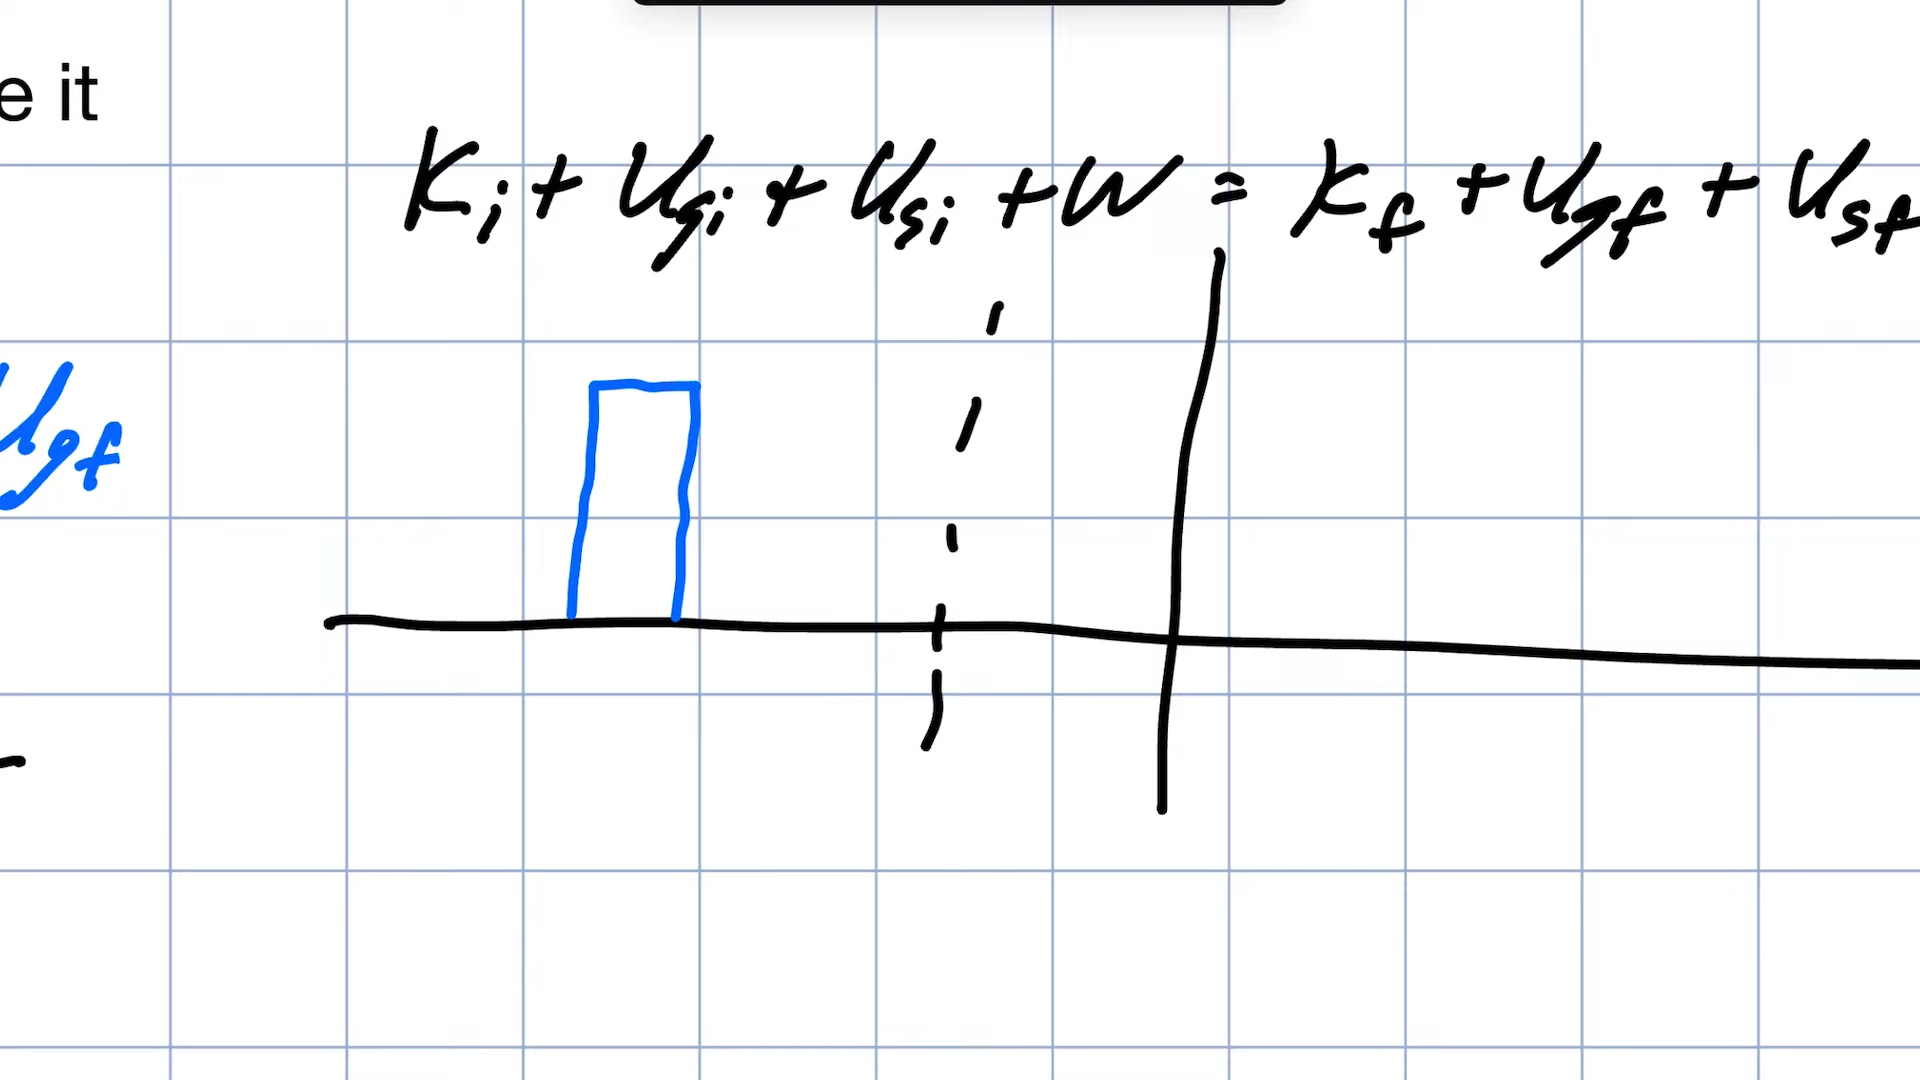 e it
Ki + Ugi + Usi + W = Kf + Ugf + Usf
Ugf